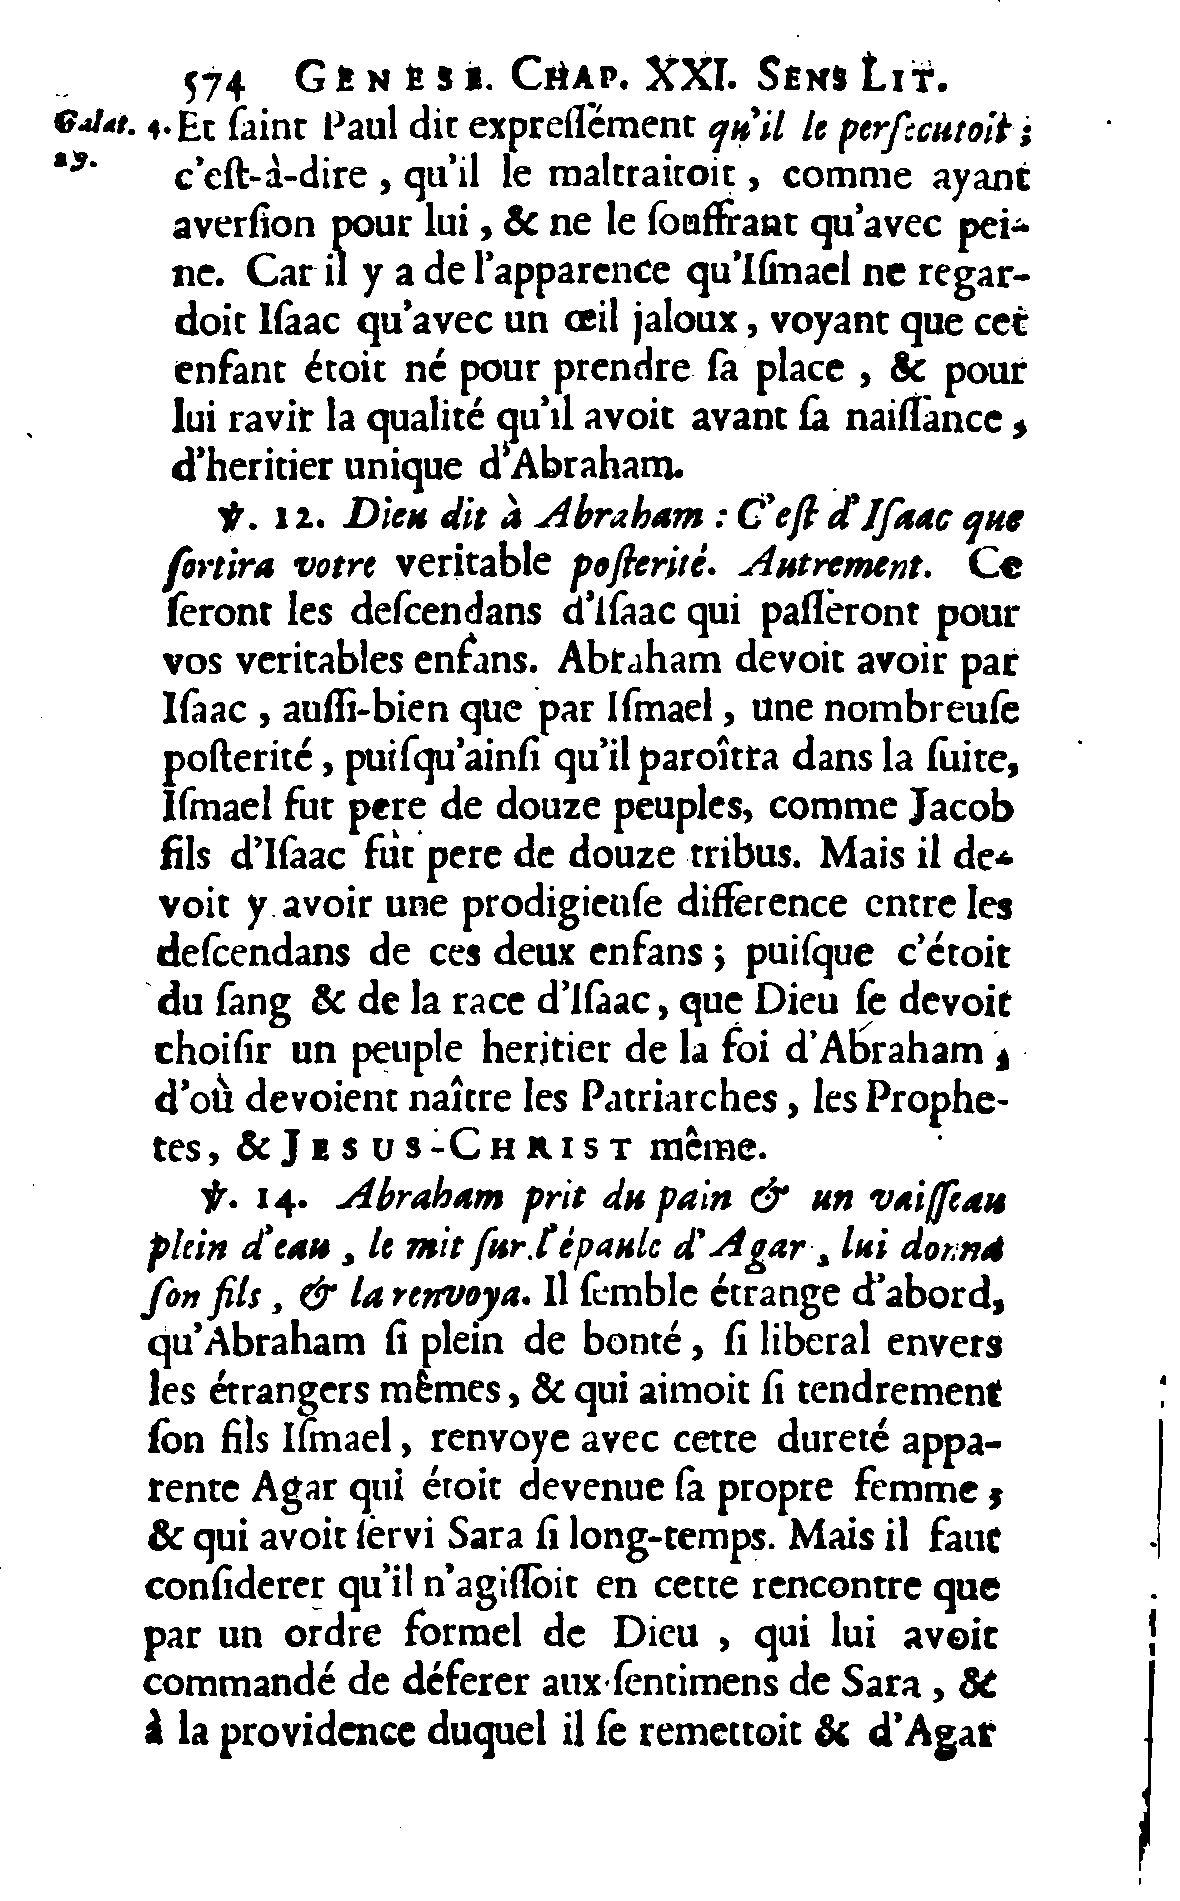 574 GENESE. CHAP. XXI. SENS LIT.
Galat. 4. Et ſaint Paul dit expreſſément qu'il le perſecutoit ;
29. c'eſt-à-dire , qu'il le maltraitoit , comme ayant
averſion pour lui , & ne le ſouffrant qu'avec pei-
ne. Car il y a de l'apparence qu'Iſmael ne regar-
doit Iſaac qu'avec un œil jaloux , voyant que cet
enfant étoit né pour prendre ſa place , & pour
lui ravir la qualité qu'il avoit avant ſa naiſſance ,
d'heritier unique d'Abraham.
℣. 12. Dieu dit à Abraham : C'eſt d'Iſaac que
ſortira votre veritable poſterité. Autrement. Ce
ſeront les deſcendans d'Iſaac qui paſſeront pour
vos veritables enfans. Abraham devoit avoir par
Iſaac , auſſi-bien que par Iſmael , une nombreuſe
poſterité , puiſqu'ainſi qu'il paroîtra dans la ſuite,
Iſmael fut pere de douze peuples, comme Jacob
fils d'Iſaac fut pere de douze tribus. Mais il de-
voit y avoir une prodigieuſe difference entre les
deſcendans de ces deux enfans ; puiſque c'étoit
du ſang & de la race d'Iſaac , que Dieu ſe devoit
choiſir un peuple heritier de la foi d'Abraham ,
d'où devoient naître les Patriarches , les Prophe-
tes, & JESUS-CHRIST même.
℣. 14. Abraham prit du pain & un vaiſſeau
plein d'eau , le mit ſur l'épaule d'Agar , lui donna
ſon fils , & la renvoya. Il ſemble étrange d'abord,
qu'Abraham ſi plein de bonté , ſi liberal envers
les étrangers mêmes , & qui aimoit ſi tendrement
ſon fils Iſmael , renvoye avec cette dureté appa-
rente Agar qui étoit devenue ſa propre femme ,
& qui avoit ſervi Sara ſi long-temps. Mais il faut
conſiderer qu'il n'agiſſoit en cette rencontre que
par un ordre formel de Dieu , qui lui avoit
commandé de déferer aux ſentimens de Sara , &
à la providence duquel il ſe remettoit & d'Agar